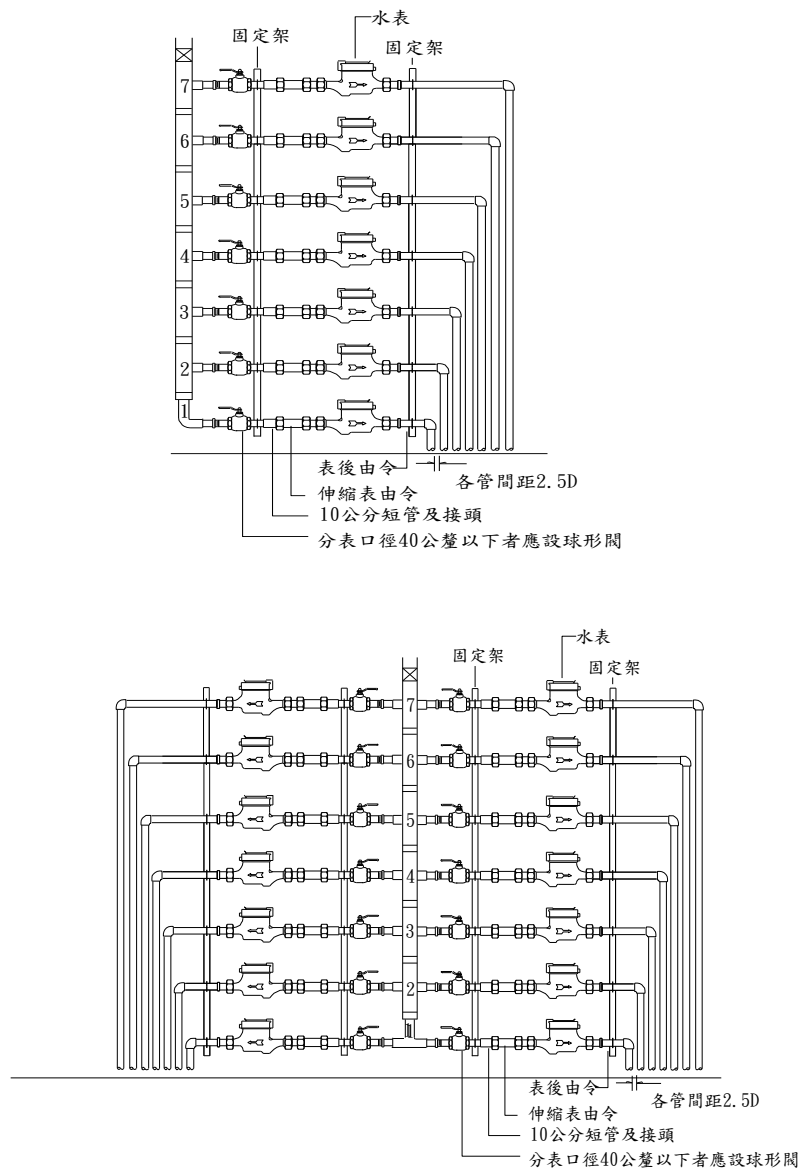 水表
固定架
固定架
7
6
5
4
3
2
1
表後由令
各管間距2.5D
伸縮表由令
10公分短管及接頭
分表口徑40公釐以下者應設球形閥
水表
固定架
固定架
7
6
5
4
3
2
表後由令
各管間距2.5D
伸縮表由令
10公分短管及接頭
分表口徑40公釐以下者應設球形閥